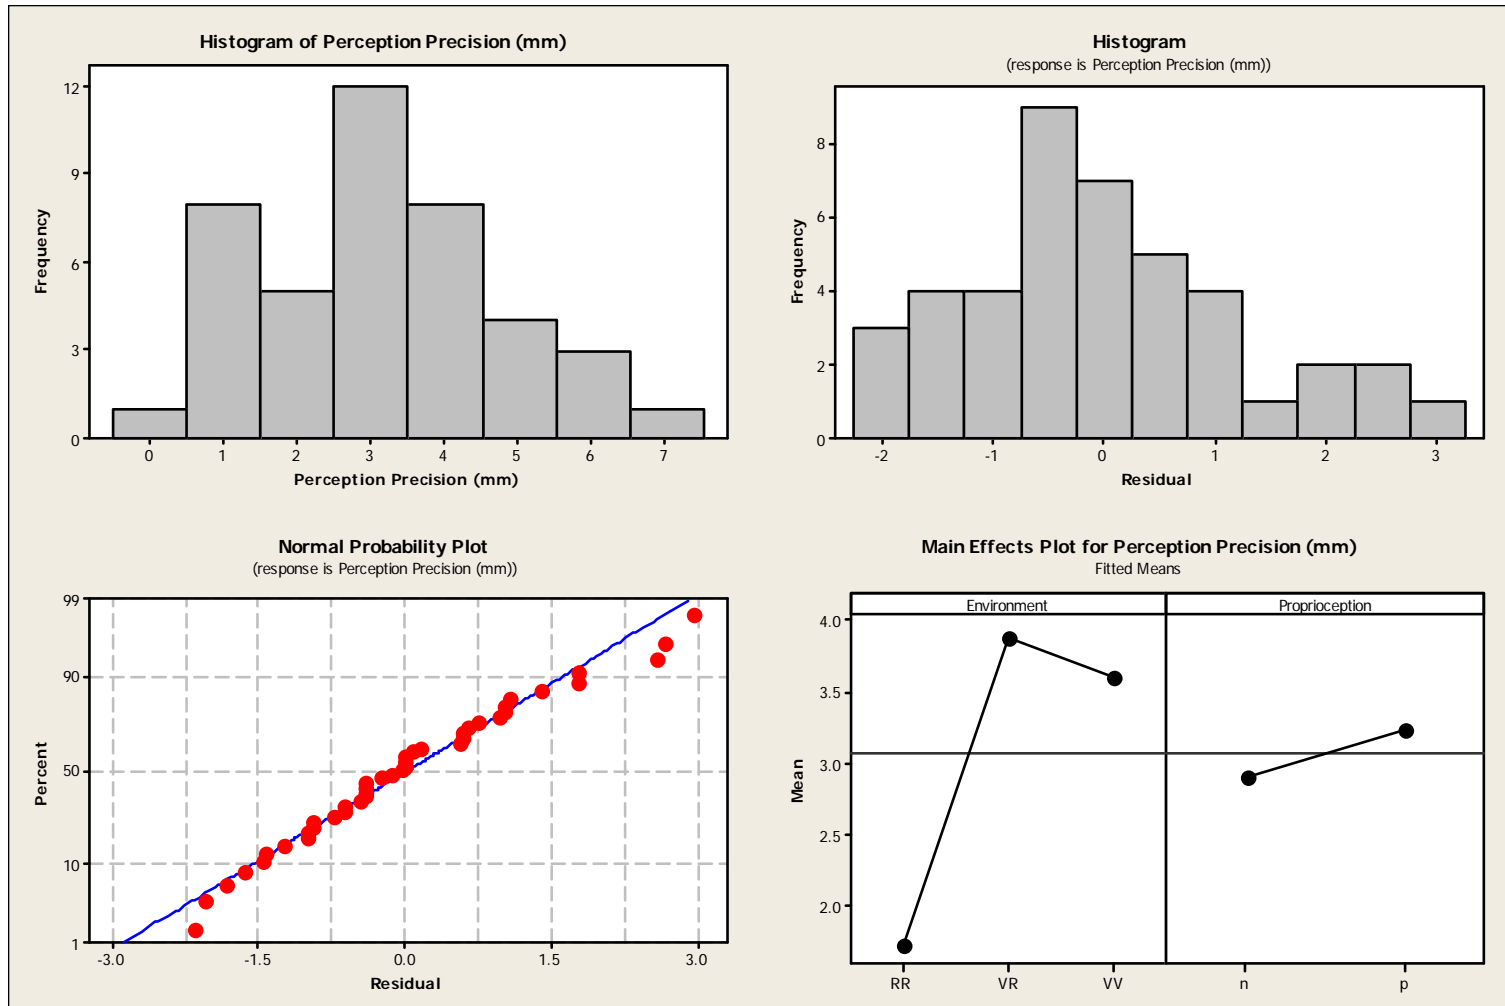 Histogram of Perception Precision (mm)
12
9
6
3
0
Frequency
0 1 2 3 4 5 6 7
Perception Precision (mm)
Histogram
(response is Perception Precision (mm))
8
6
4
2
0
Frequency
-2 -1 0 1 2 3
Residual
Normal Probability Plot
(response is Perception Precision (mm))
99
90
50
10
1
Percent
-3.0 -1.5 0.0 1.5 3.0
Residual
Main Effects Plot for Perception Precision (mm)
Fitted Means
Environment Proprioception
4.0
3.5
3.0
2.5
2.0
Mean
RR VR VV n p